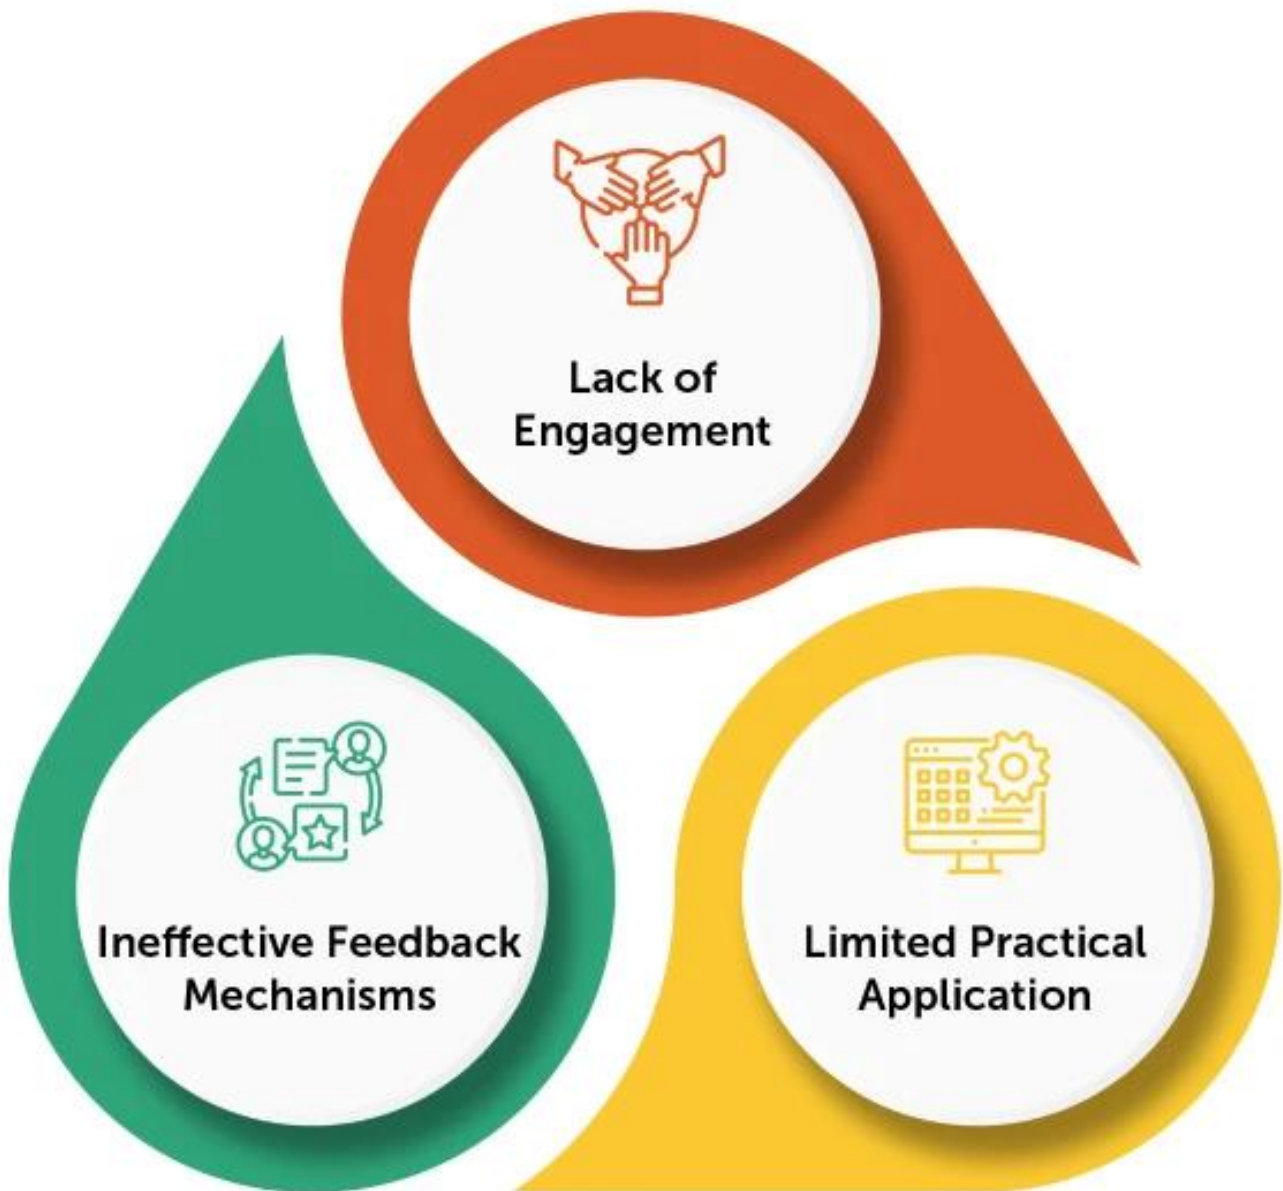 Lack of
Engagement
Ineffective Feedback
Mechanisms
Limited Practical
Application